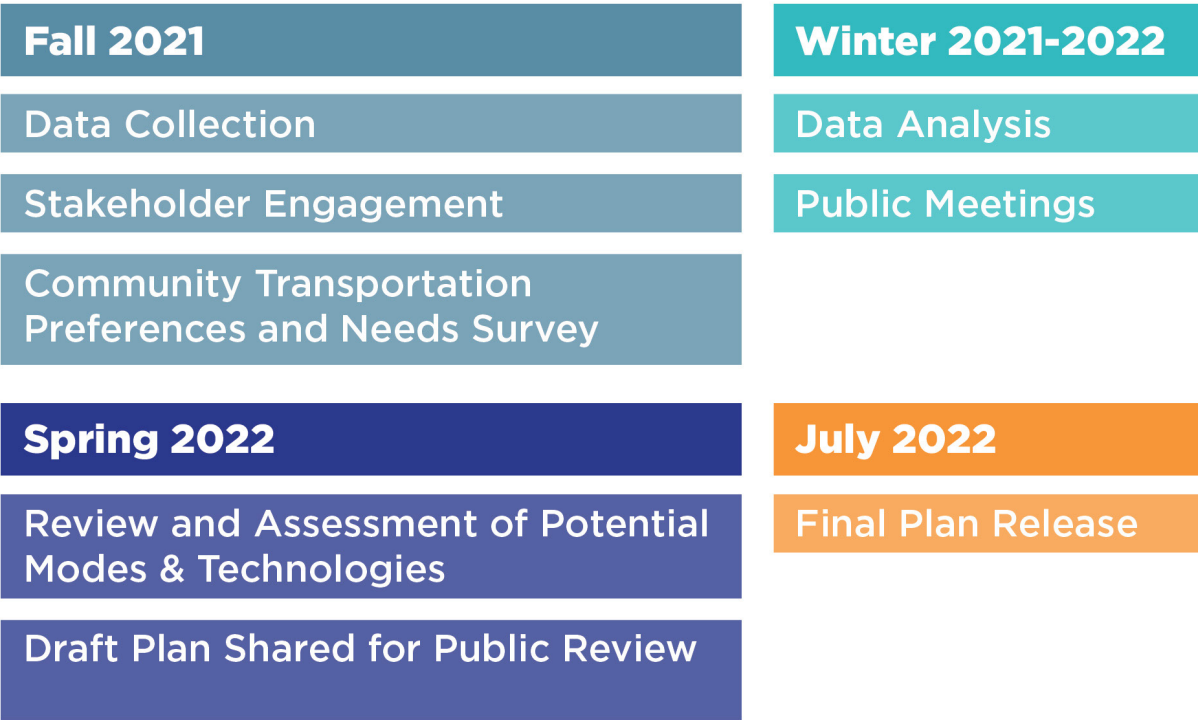 Fall 2021
Data Collection
Stakeholder Engagement
Community Transportation
Preferences and Needs Survey
Winter 2021-2022
Data Analysis
Public Meetings
Spring 2022
Review and Assessment of Potential
Modes & Technologies
Draft Plan Shared for Public Review
July 2022
Final Plan Release